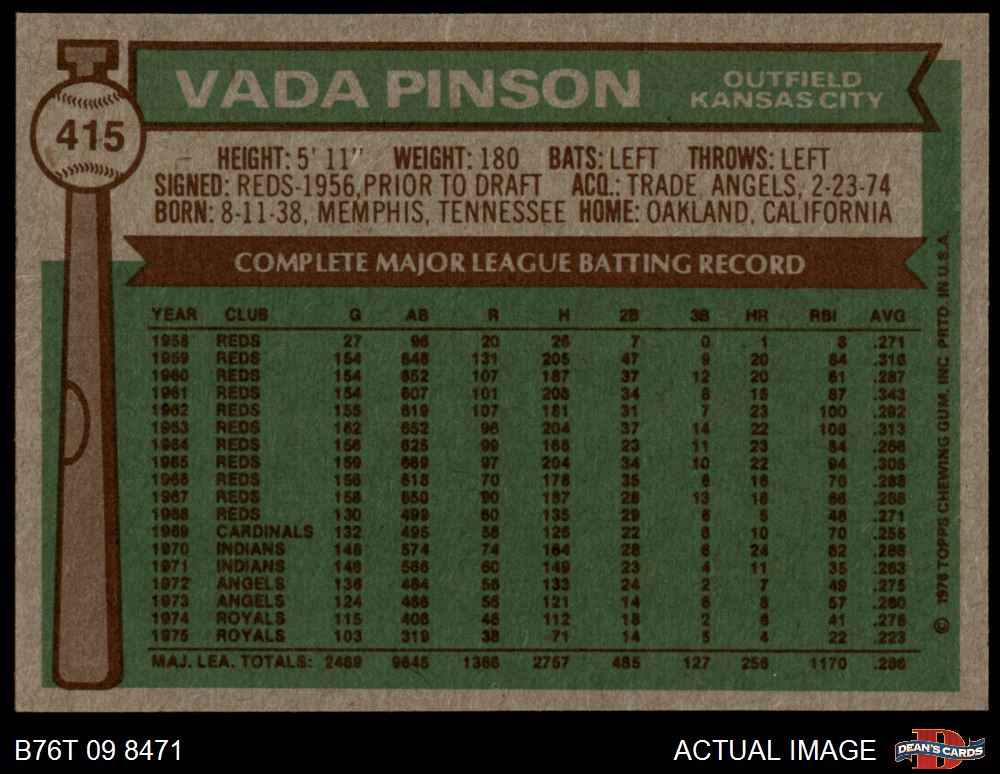 VADA PINSON
OUTFIELD
KANSAS CITY
415
HEIGHT: 5' 11" WEIGHT: 180 BATS: LEFT THROWS: LEFT
SIGNED: REDS-1956, PRIOR TO DRAFT ACQ.: TRADE, ANGELS, 2-23-74
BORN: 8-11-38, MEMPHIS, TENNESSEE HOME: OAKLAND, CALIFORNIA
COMPLETE MAJOR LEAGUE BATTING RECORD
YEAR CLUB G AB R H 2B 3B HR RBI AVG
1958 REDS 27 96 20 26 7 0 1 8 .271
1959 REDS 154 648 131 205 47 9 20 84 .316
1960 REDS 154 652 107 187 37 12 20 61 .287
1961 REDS 154 607 101 208 34 8 16 87 .343
1962 REDS 155 619 107 181 31 7 23 100 .292
1963 REDS 162 652 96 204 37 14 22 106 .313
1964 REDS 156 625 99 166 23 11 23 84 .266
1965 REDS 159 669 97 204 34 10 22 94 .305
1966 REDS 156 618 70 178 35 6 16 76 .288
1967 REDS 158 650 90 187 28 13 18 66 .288
1968 REDS 130 499 60 135 29 6 5 48 .271
1969 CARDINALS 132 495 58 126 22 6 10 70 .255
1970 INDIANS 148 574 74 164 28 6 24 82 .286
1971 INDIANS 146 566 60 149 23 4 11 35 .263
1972 ANGELS 136 484 56 133 24 2 7 49 .275
1973 ANGELS 124 466 56 121 14 6 8 57 .260
1974 ROYALS 115 406 46 112 18 2 6 41 .276
1975 ROYALS 103 319 38 71 14 5 4 22 .223
MAJ. LEA. TOTALS: 2469 9645 1366 2757 485 127 256 1170 .286
© 1976 TOPPS CHEWING GUM, INC. PRTD. IN U.S.A.
B76T 09 8471
ACTUAL IMAGE
DEAN'S CARDS